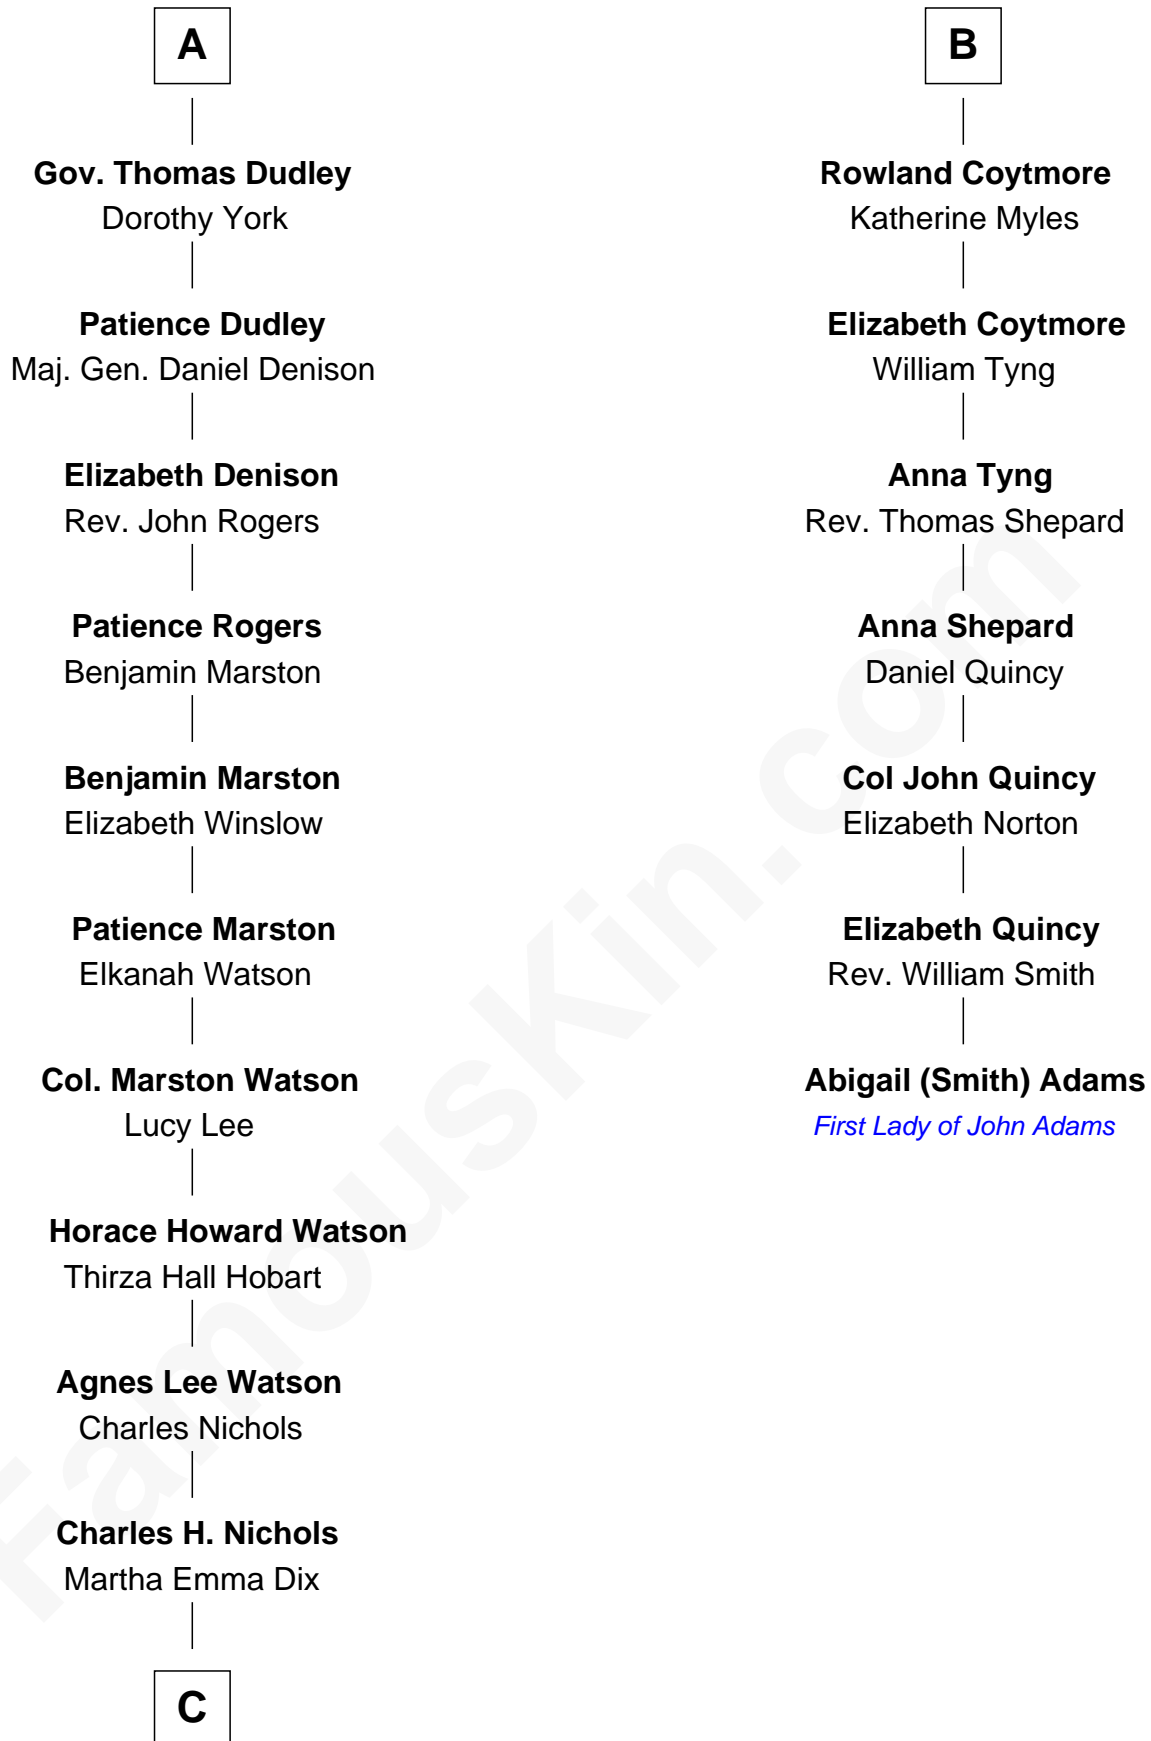 A
Gov. Thomas Dudley
Dorothy York
Patience Dudley
Maj. Gen. Daniel Denison
Elizabeth Denison
Rev. John Rogers
Patience Rogers
Benjamin Marston
Benjamin Marston
Elizabeth Winslow
Patience Marston
Elkanah Watson
Col. Marston Watson
Lucy Lee
Horace Howard Watson
Thirza Hall Hobart
Agnes Lee Watson
Charles Nichols
Charles H. Nichols
Martha Emma Dix
C
B
Rowland Coytmore
Katherine Myles
Elizabeth Coytmore
William Tyng
Anna Tyng
Rev. Thomas Shepard
Anna Shepard
Daniel Quincy
Col John Quincy
Elizabeth Norton
Elizabeth Quincy
Rev. William Smith
Abigail (Smith) Adams
First Lady of John Adams
FamousKin.com